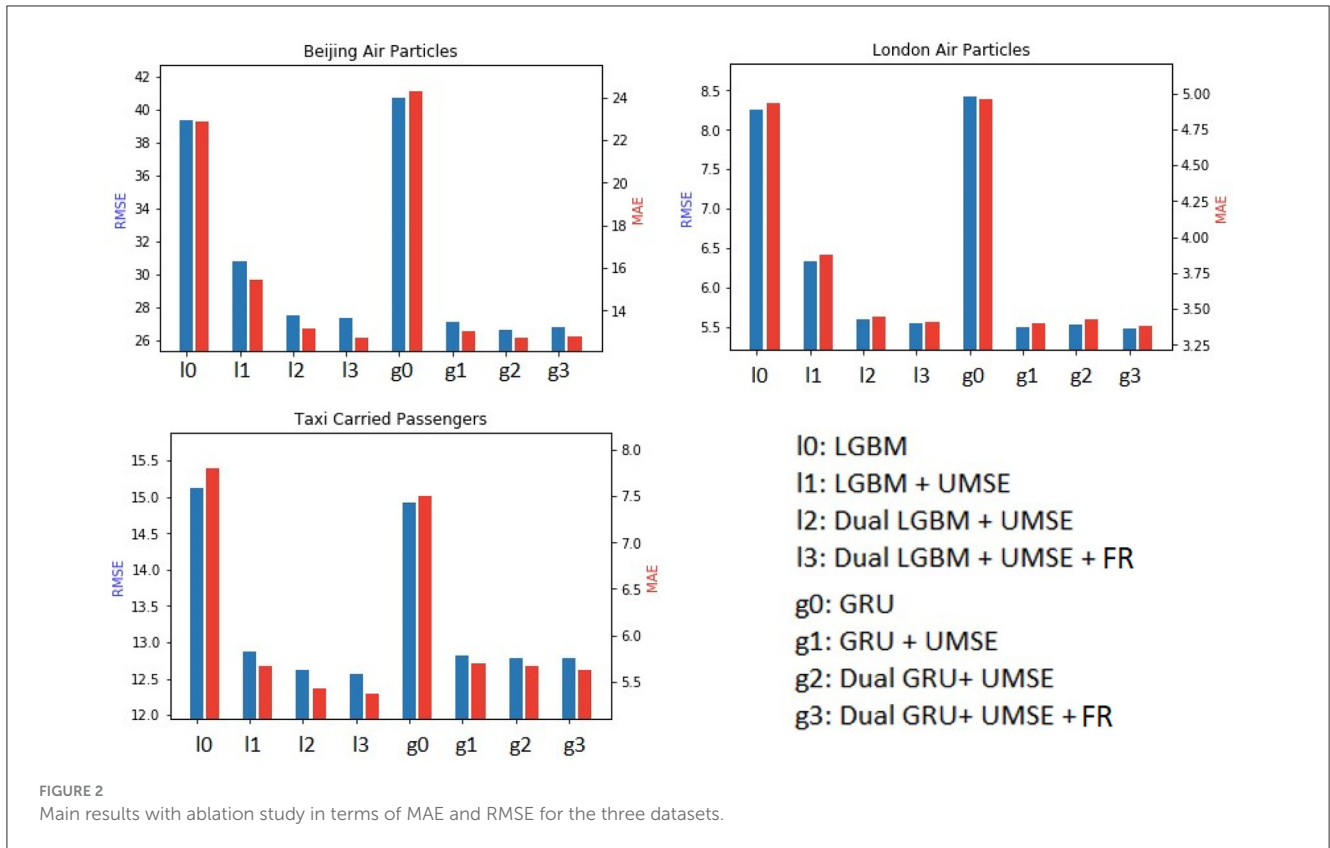 Beijing Air Particles
42
40
38
36
34
32
30
28
26
RMSE
24
22
20
18
16
14
MAE
l0 l1 l2 l3 g0 g1 g2 g3
London Air Particles
8.5
8.0
7.5
7.0
6.5
6.0
5.5
RMSE
5.00
4.75
4.50
4.25
4.00
3.75
3.50
3.25
MAE
l0 l1 l2 l3 g0 g1 g2 g3
Taxi Carried Passengers
15.5
15.0
14.5
14.0
13.5
13.0
12.5
12.0
RMSE
8.0
7.5
7.0
6.5
6.0
5.5
MAE
l0 l1 l2 l3 g0 g1 g2 g3
l0: LGBM
l1: LGBM + UMSE
l2: Dual LGBM + UMSE
l3: Dual LGBM + UMSE + FR
g0: GRU
g1: GRU + UMSE
g2: Dual GRU+ UMSE
g3: Dual GRU+ UMSE + FR
FIGURE 2
Main results with ablation study in terms of MAE and RMSE for the three datasets.